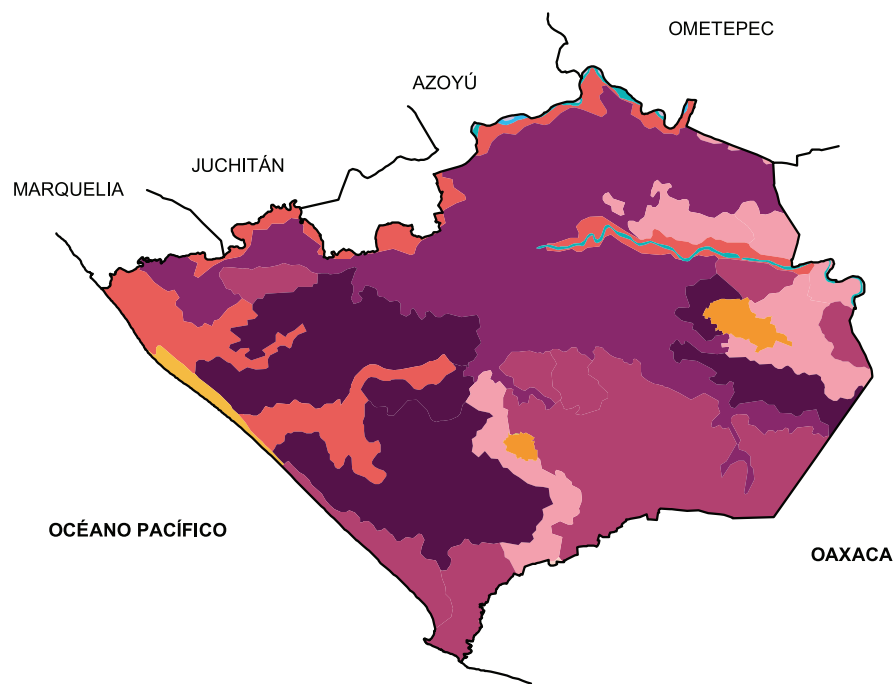 OMETEPEC
AZOYÚ
JUCHITÁN
MARQUELIA
OCÉANO PACÍFICO
OAXACA